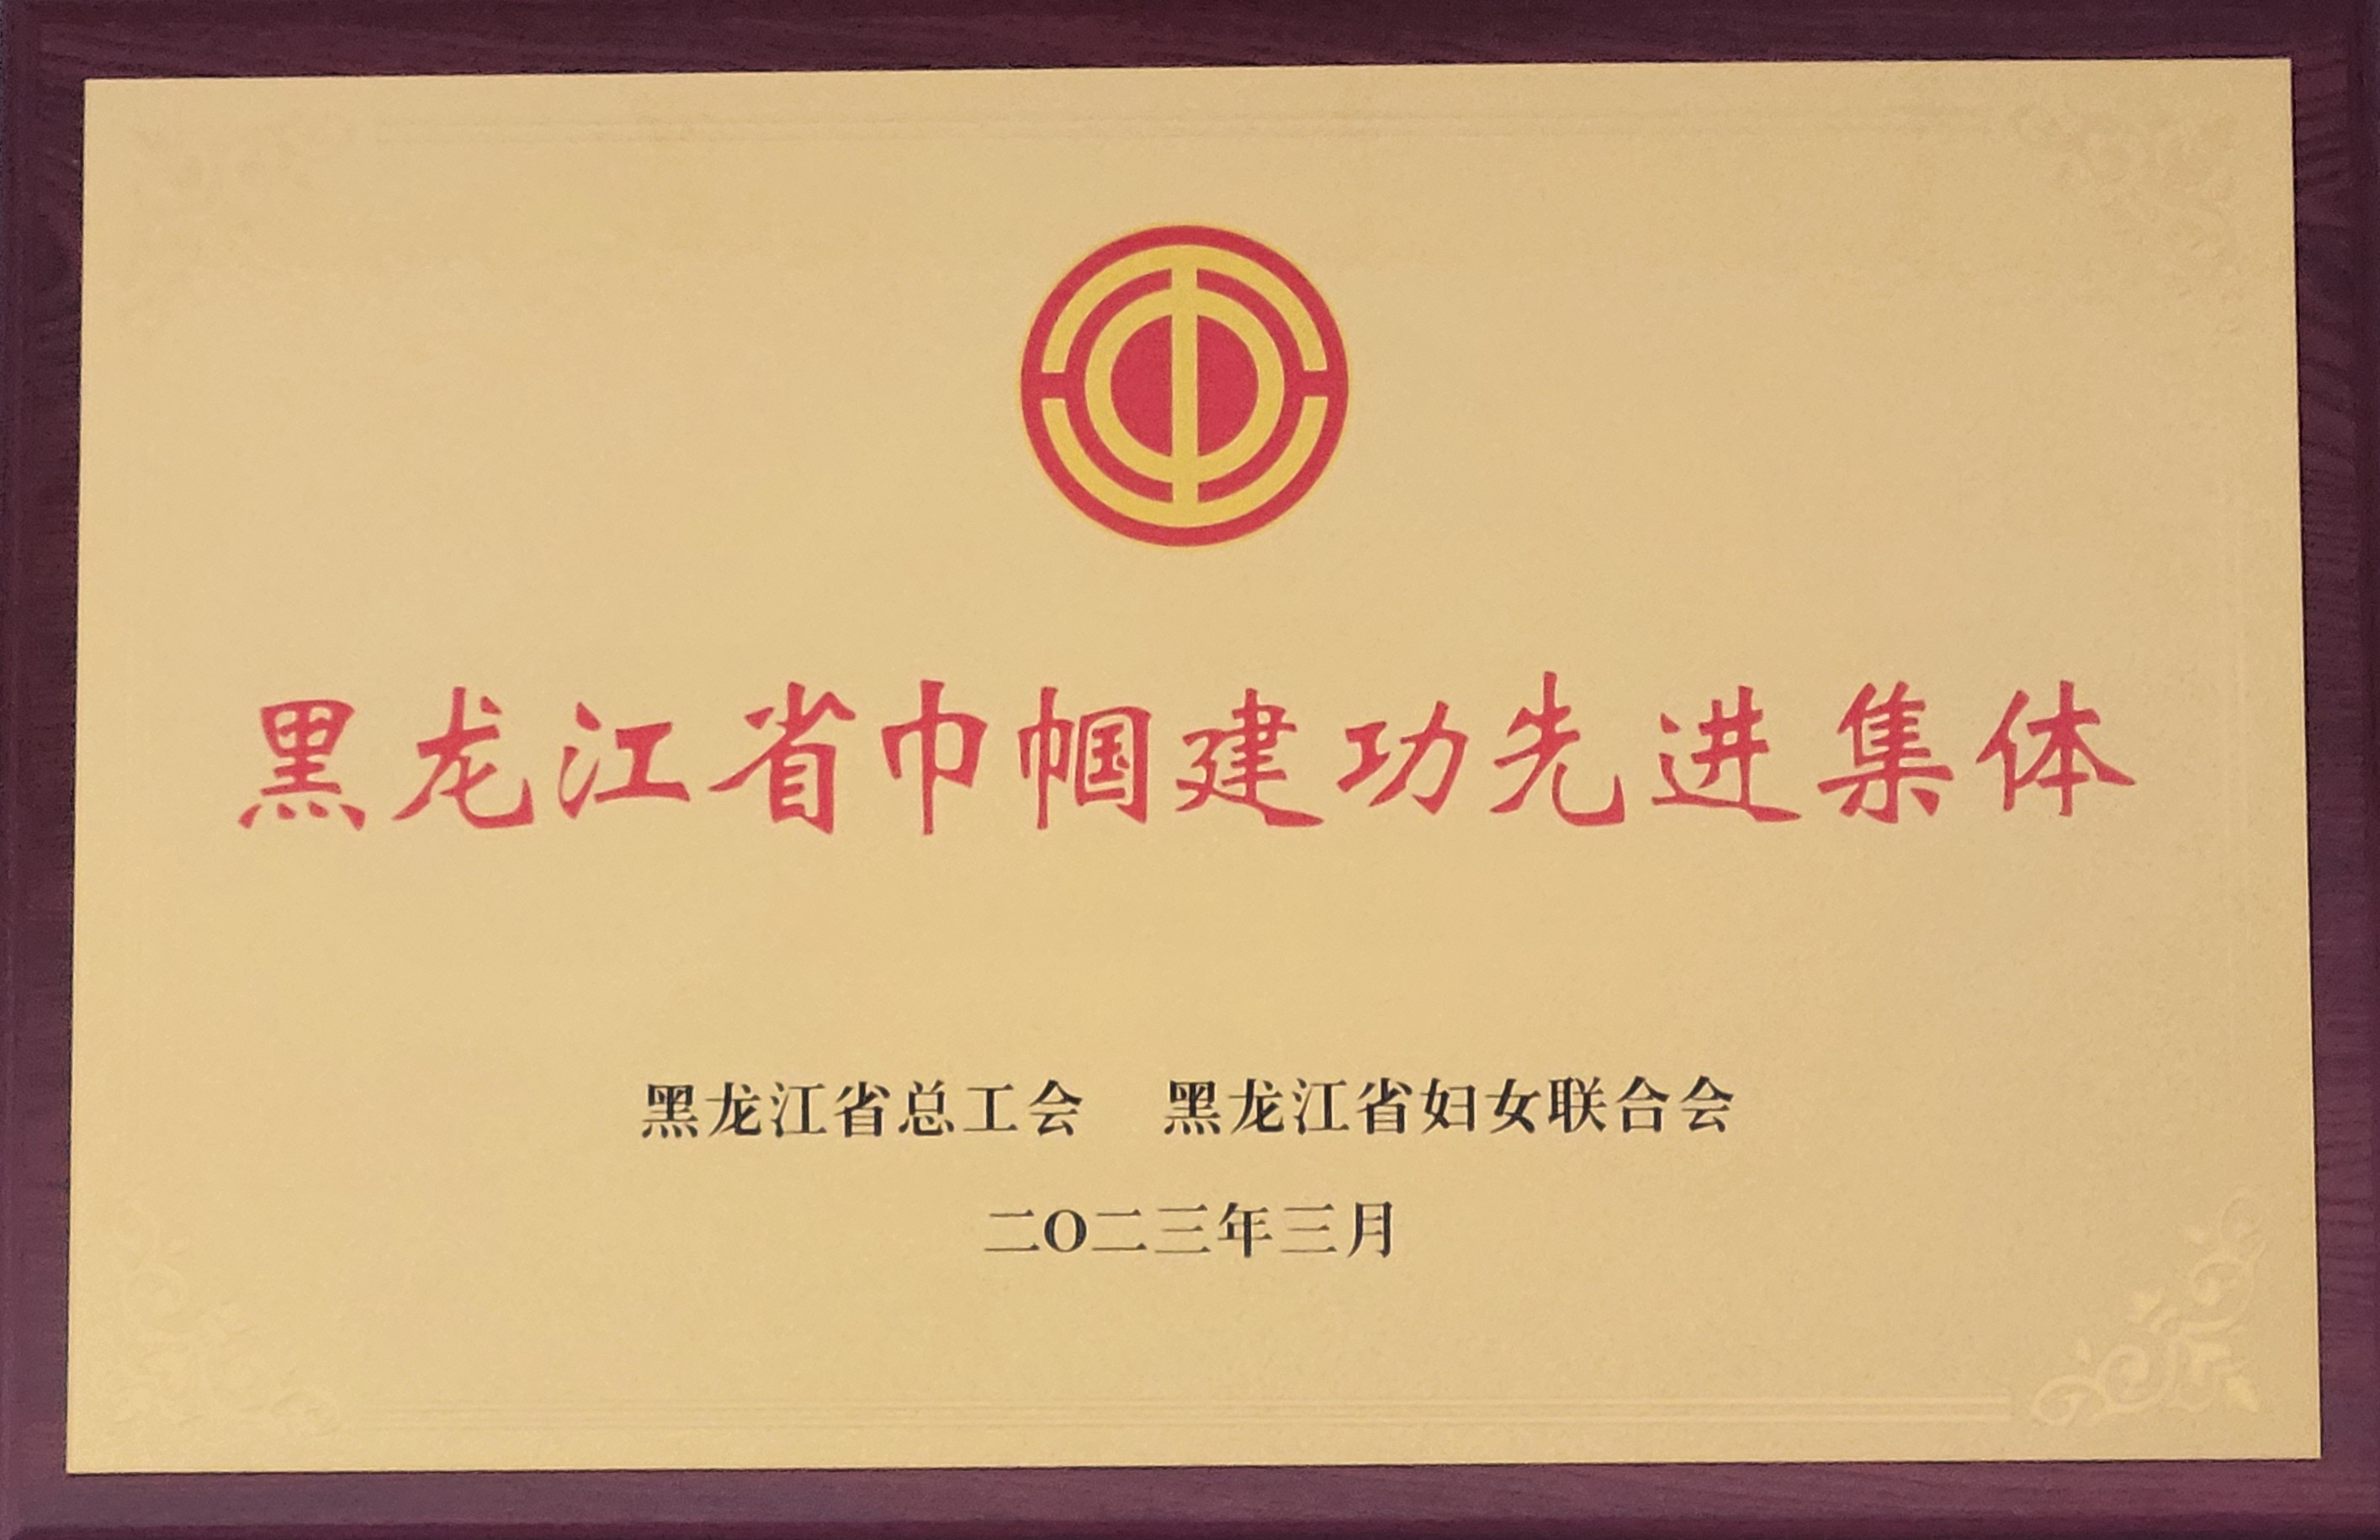 黑龙江省巾帼建功先进集体
黑龙江省总工会 黑龙江省妇女联合会
二O二三年三月